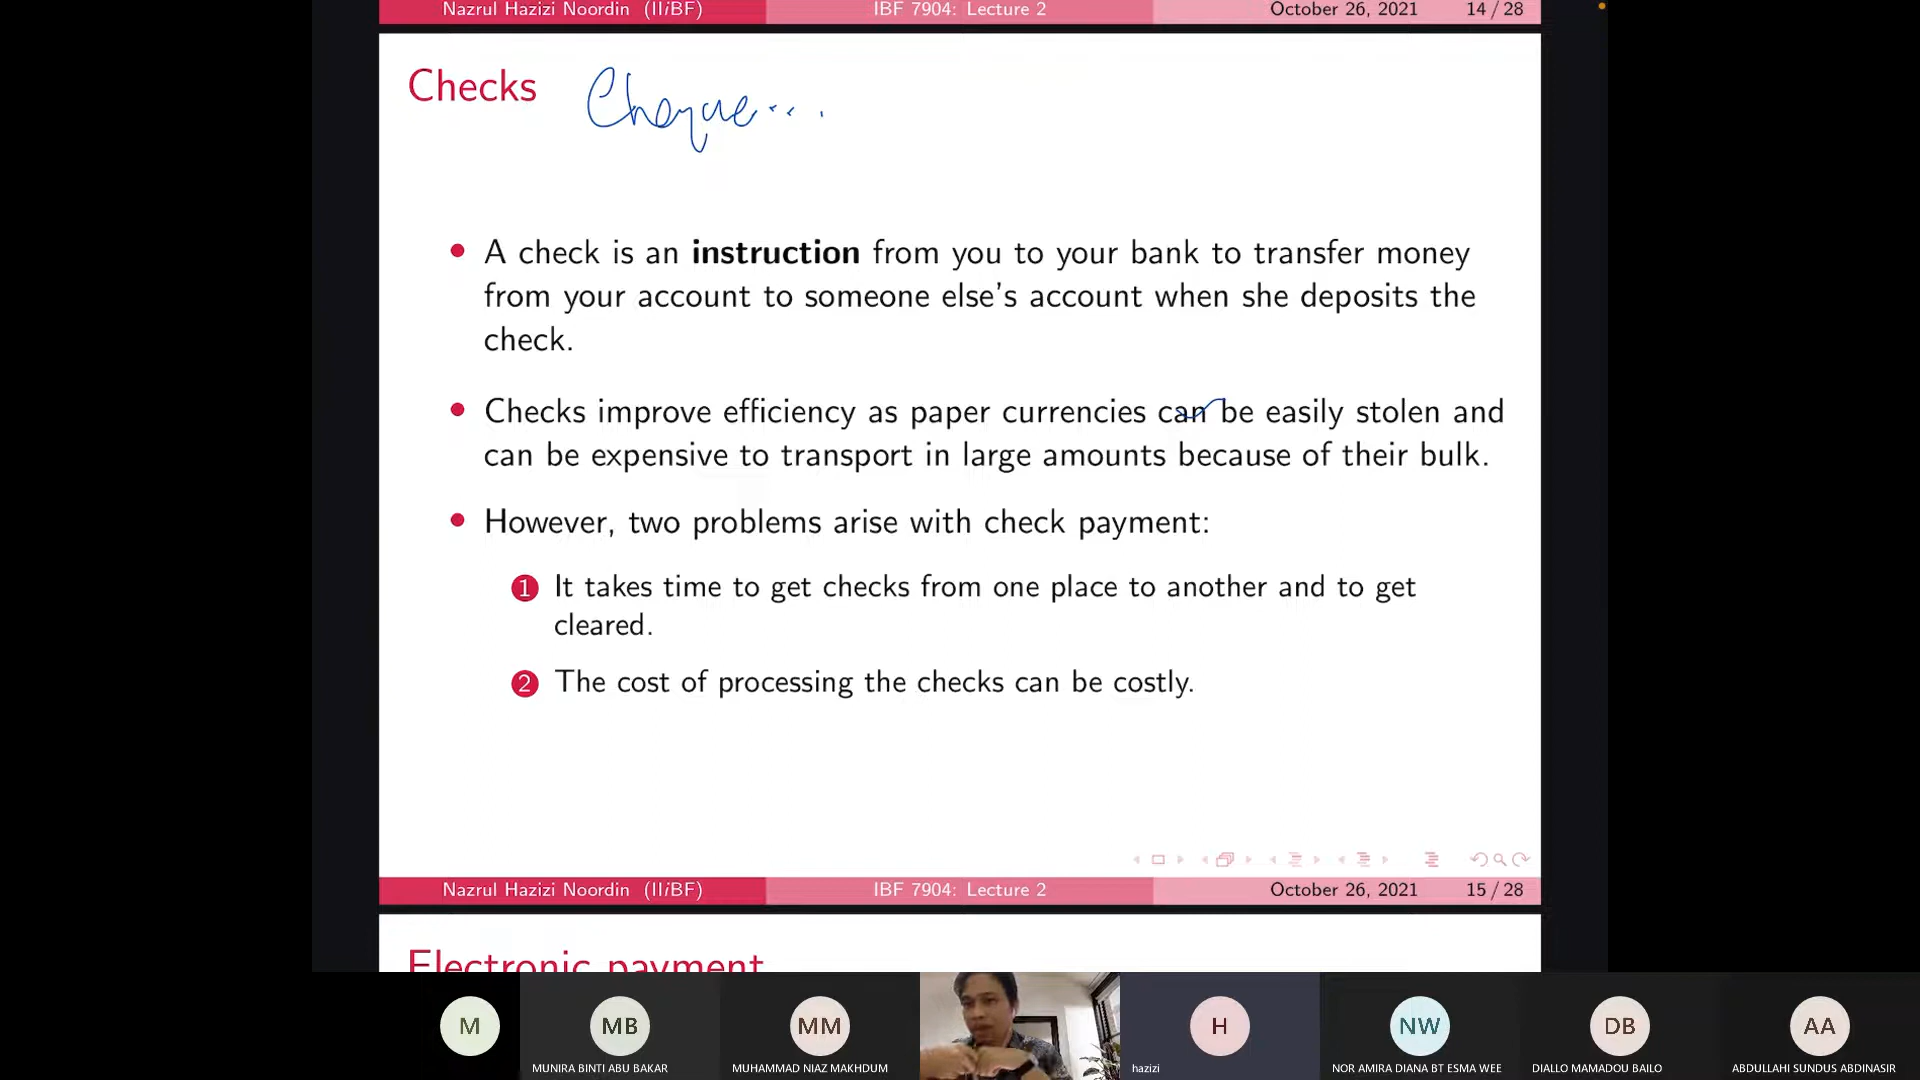 Nazrul Hazizi Noordin (IIiBF) IBF 7904: Lecture 2 October 26, 2021 14 / 28
Checks Cheque...
A check is an instruction from you to your bank to transfer money
from your account to someone else's account when she deposits the
check.
Checks improve efficiency as paper currencies can be easily stolen and
can be expensive to transport in large amounts because of their bulk.
However, two problems arise with check payment:
1 It takes time to get checks from one place to another and to get
cleared.
2 The cost of processing the checks can be costly.
Nazrul Hazizi Noordin (IIiBF) IBF 7904: Lecture 2 October 26, 2021 15 / 28
Electronic payment
M MB MM H NW DB AA
MUNIRA BINTI ABU BAKAR MUHAMMAD NIAZ MAKHDUM hazizi NOR AMIRA DIANA BT ESMA WEE DIALLO MAMADOU BAILO ABDULLAHI SUNDUS ABDINASIR